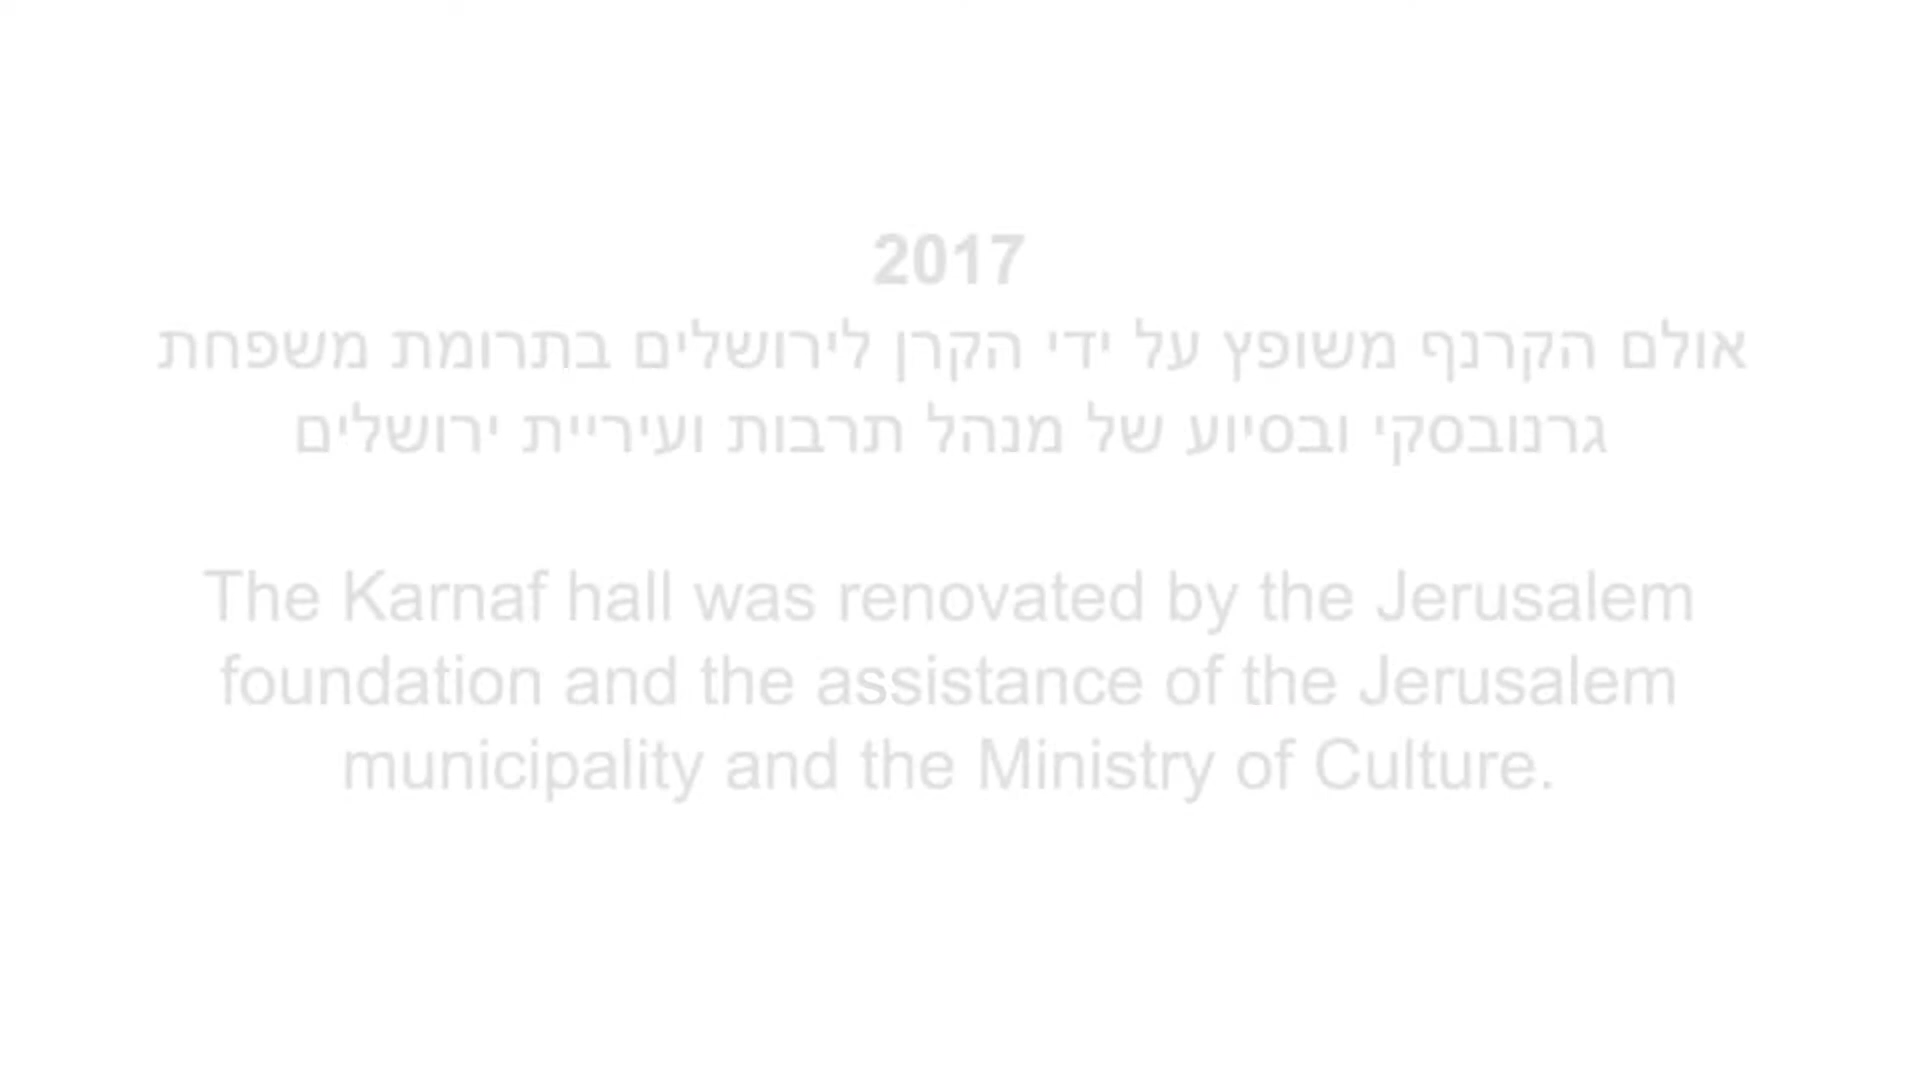 2017
אולם הקרנף משופץ על ידי הקרן לירושלים בתרומת משפחת
גרנובסקי ובסיוע של מנהל תרבות ועיריית ירושלים
The Karnaf hall was renovated by the Jerusalem
foundation and the assistance of the Jerusalem
municipality and the Ministry of Culture.